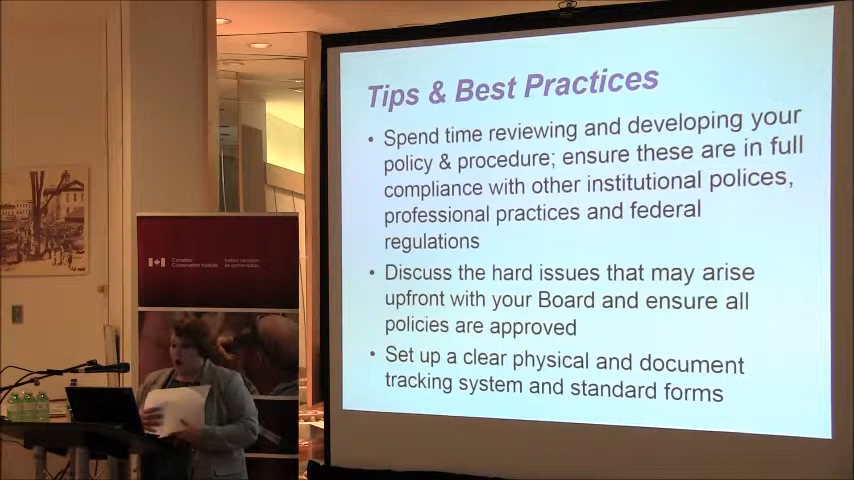 Tips & Best Practices
• Spend time reviewing and developing your
policy & procedure; ensure these are in full
compliance with other institutional polices,
professional practices and federal
regulations
• Discuss the hard issues that may arise
upfront with your Board and ensure all
policies are approved
• Set up a clear physical and document
tracking system and standard forms
Canadian Institut canadien
Conservation Institute de conservation